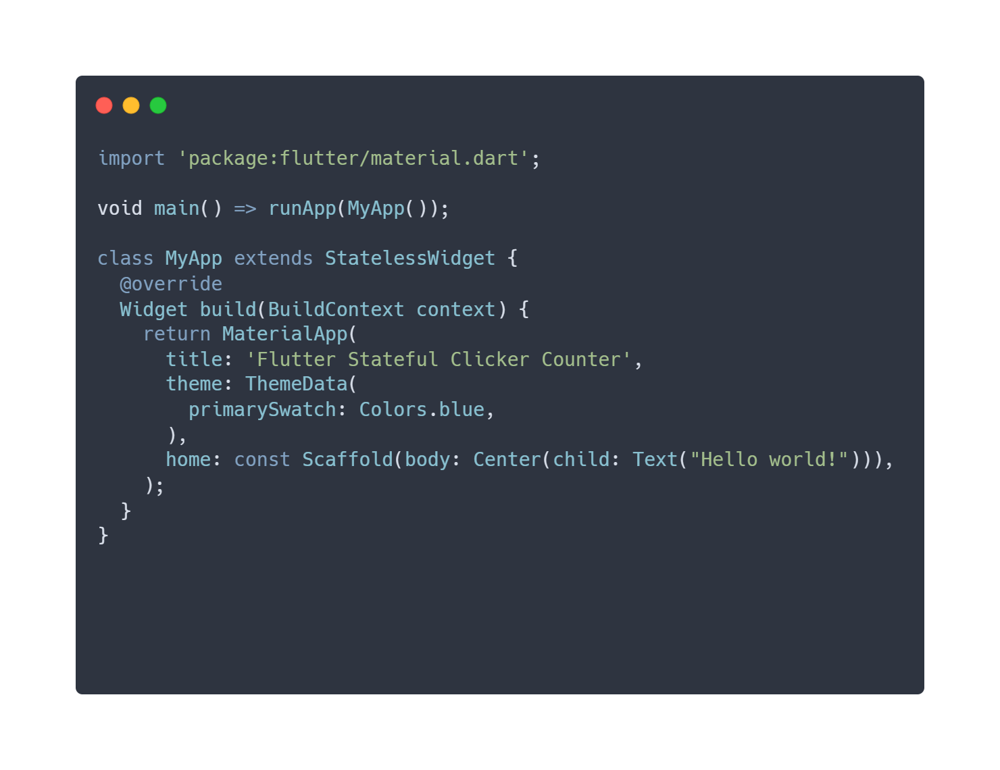 import 'package:flutter/material.dart';

void main() => runApp(MyApp());

class MyApp extends StatelessWidget {
  @override
  Widget build(BuildContext context) {
    return MaterialApp(
      title: 'Flutter Stateful Clicker Counter',
      theme: ThemeData(
        primarySwatch: Colors.blue,
      ),
      home: const Scaffold(body: Center(child: Text("Hello world!"))),
    );
  }
}